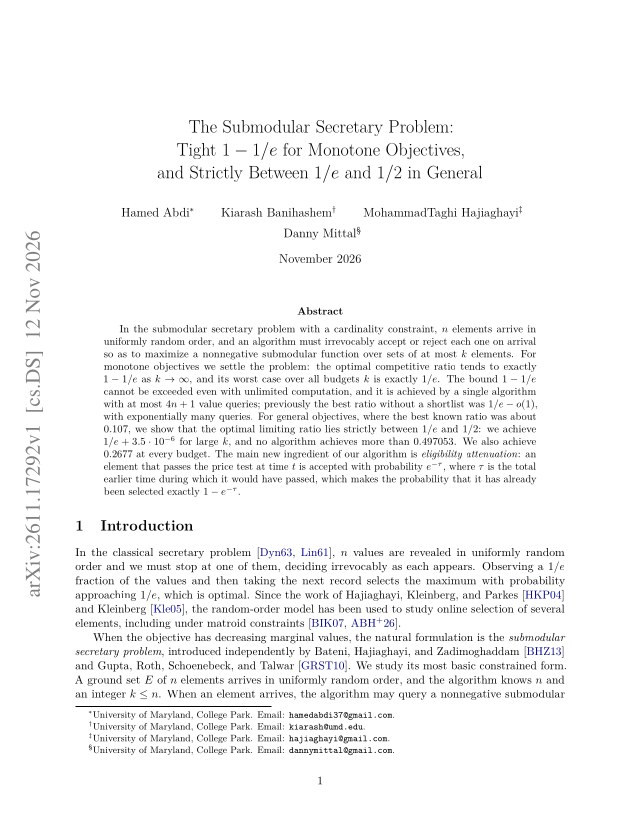 The Submodular Secretary Problem:
Tight 1 − 1/e for Monotone Objectives,
and Strictly Between 1/e and 1/2 in General
Hamed Abdi* Kiarash Banihashem† MohammadTaghi Hajiaghayi‡
Danny Mittal§
November 2026
Abstract
In the submodular secretary problem with a cardinality constraint, n elements arrive in
uniformly random order, and an algorithm must irrevocably accept or reject each one on arrival
so as to maximize a nonnegative submodular function over sets of at most k elements. For
monotone objectives we settle the problem: the optimal competitive ratio tends to exactly
1 − 1/e as k → ∞, and its worst case over all budgets k is exactly 1/e. The bound 1 − 1/e
cannot be exceeded even with unlimited computation, and it is achieved by a single algorithm
with at most 4n + 1 value queries; previously the best ratio without a shortlist was 1/e − o(1),
with exponentially many queries. For general objectives, where the best known ratio was about
0.107, we show that the optimal limiting ratio lies strictly between 1/e and 1/2: we achieve
1/e + 3.5 · 10⁻⁶ for large k, and no algorithm achieves more than 0.497053. We also achieve
0.2677 at every budget. The main new ingredient of our algorithm is eligibility attenuation: an
element that passes the price test at time t is accepted with probability e^{−τ}, where τ is the total
earlier time during which it would have passed, which makes the probability that it has already
been selected exactly 1 − e^{−τ}.
1 Introduction
In the classical secretary problem [Dyn63, Lin61], n values are revealed in uniformly random
order and we must stop at one of them, deciding irrevocably as each appears. Observing a 1/e
fraction of the values and then taking the next record selects the maximum with probability
approaching 1/e, which is optimal. Since the work of Hajiaghayi, Kleinberg, and Parkes [HKP04]
and Kleinberg [Kle05], the random-order model has been used to study online selection of several
elements, including under matroid constraints [BIK07, ABH⁺26].
When the objective has decreasing marginal values, the natural formulation is the submodular
secretary problem, introduced independently by Bateni, Hajiaghayi, and Zadimoghaddam [BHZ13]
and Gupta, Roth, Schoenebeck, and Talwar [GRST10]. We study its most basic constrained form.
A ground set E of n elements arrives in uniformly random order, and the algorithm knows n and
an integer k ≤ n. When an element arrives, the algorithm may query a nonnegative submodular
*University of Maryland, College Park. Email: hamedabdi37@gmail.com.
†University of Maryland, College Park. Email: kiarash@umd.edu.
‡University of Maryland, College Park. Email: hajiaghayi@gmail.com.
§University of Maryland, College Park. Email: dannymittal@gmail.com.
1
arXiv:2611.17292v1 [cs.DS] 12 Nov 2026